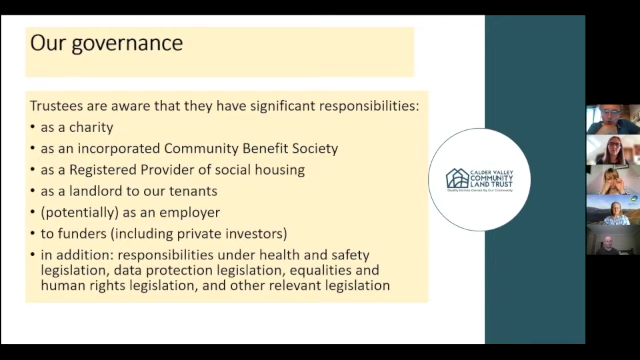 Our governance
Trustees are aware that they have significant responsibilities:
• as a charity
• as an incorporated Community Benefit Society
• as a Registered Provider of social housing
• as a landlord to our tenants
• (potentially) as an employer
• to funders (including private investors)
• in addition: responsibilities under health and safety
legislation, data protection legislation, equalities and
human rights legislation, and other relevant legislation
CALDER VALLEY
COMMUNITY
LAND TRUST